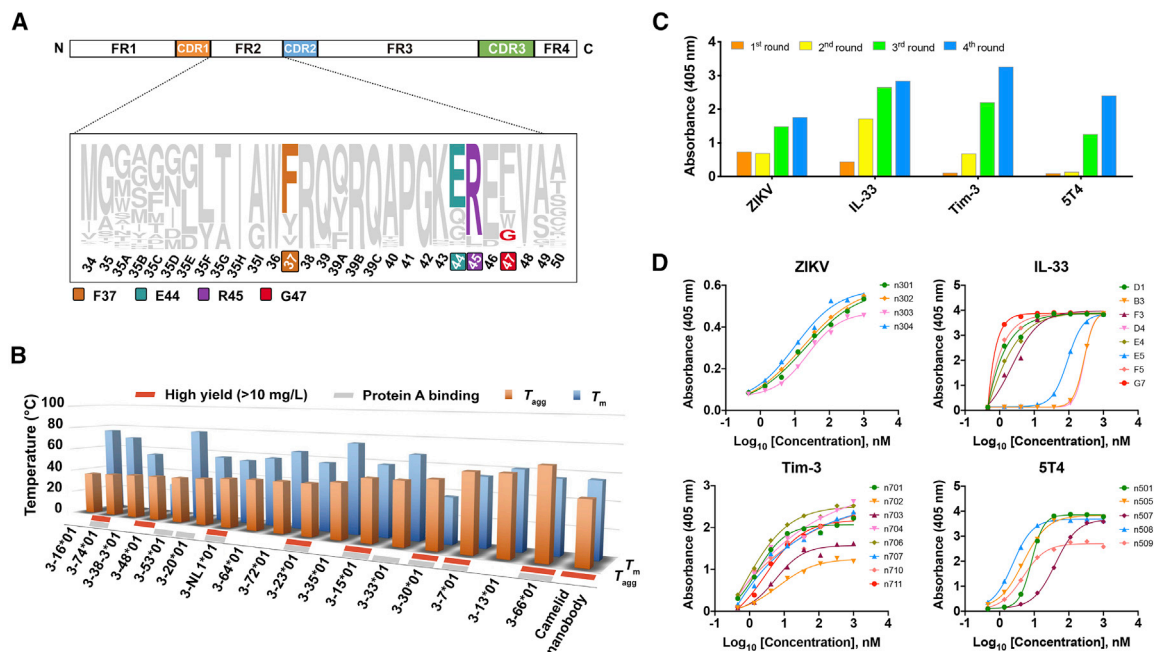 A
N FR1 CDR1 FR2 CDR2 FR3 CDR3 FR4 C
34 35 35A 35B 35C 35D 35E 35F 35G 35H 35I 36 37 38 39 39A 39B 39C 40 41 42 43 44 45 46 47 48 49 50
F37 E44 R45 G47
B
High yield (>10 mg/L) Protein A binding Tagg Tm
Temperature (°C)
100
80
60
40
20
0
3-16*01
3-74*01
3-38-3*01
3-48*01
3-53*01
3-20*01
3-NL1*01
3-64*01
3-72*01
3-23*01
3-35*01
3-15*01
3-33*01
3-30*01
3-7*01
3-13*01
3-66*01
Camelid
nanobody
Tm
Tagg
C
1st round 2nd round 3rd round 4th round
Absorbance (405 nm)
4
3
2
1
0
ZIKV IL-33 Tim-3 5T4
D
ZIKV
Absorbance (405 nm)
0.6
0.4
0.2
0.0
-1 0 1 2 3 4
Log10 [Concentration), nM
n301
n302
n303
n304
IL-33
Absorbance (405 nm)
5
4
3
2
1
0
-1 0 1 2 3 4
Log10 [Concentration), nM
D1
B3
F3
D4
E4
E5
F5
G7
Tim-3
Absorbance (405 nm)
3
2
1
0
-1 0 1 2 3 4
Log10 [Concentration], nM
n701
n702
n703
n704
n706
n707
n710
n711
5T4
Absorbance (405 nm)
5
4
3
2
1
0
-1 0 1 2 3 4
Log10 [Concentration], nM
n501
n505
n507
n508
n509